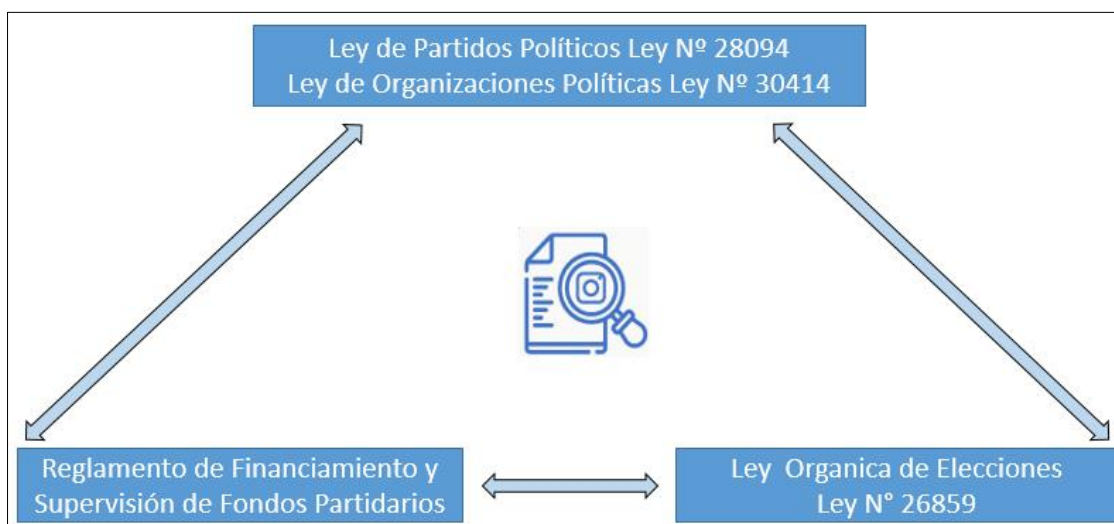 Ley de Partidos Políticos Ley Nº 28094
Ley de Organizaciones Políticas Ley Nº 30414
Reglamento de Financiamiento y
Supervisión de Fondos Partidarios
Ley Organica de Elecciones
Ley N° 26859